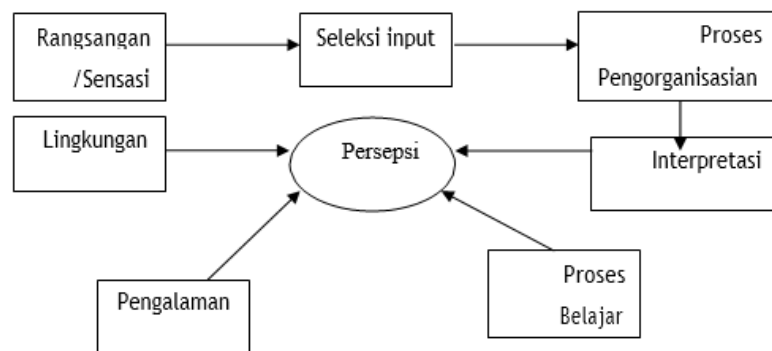 Rangsangan
/Sensasi
Seleksi input
Proses
Pengorganisasian
Lingkungan
Persepsi
Interpretasi
Pengalaman
Proses
Belajar